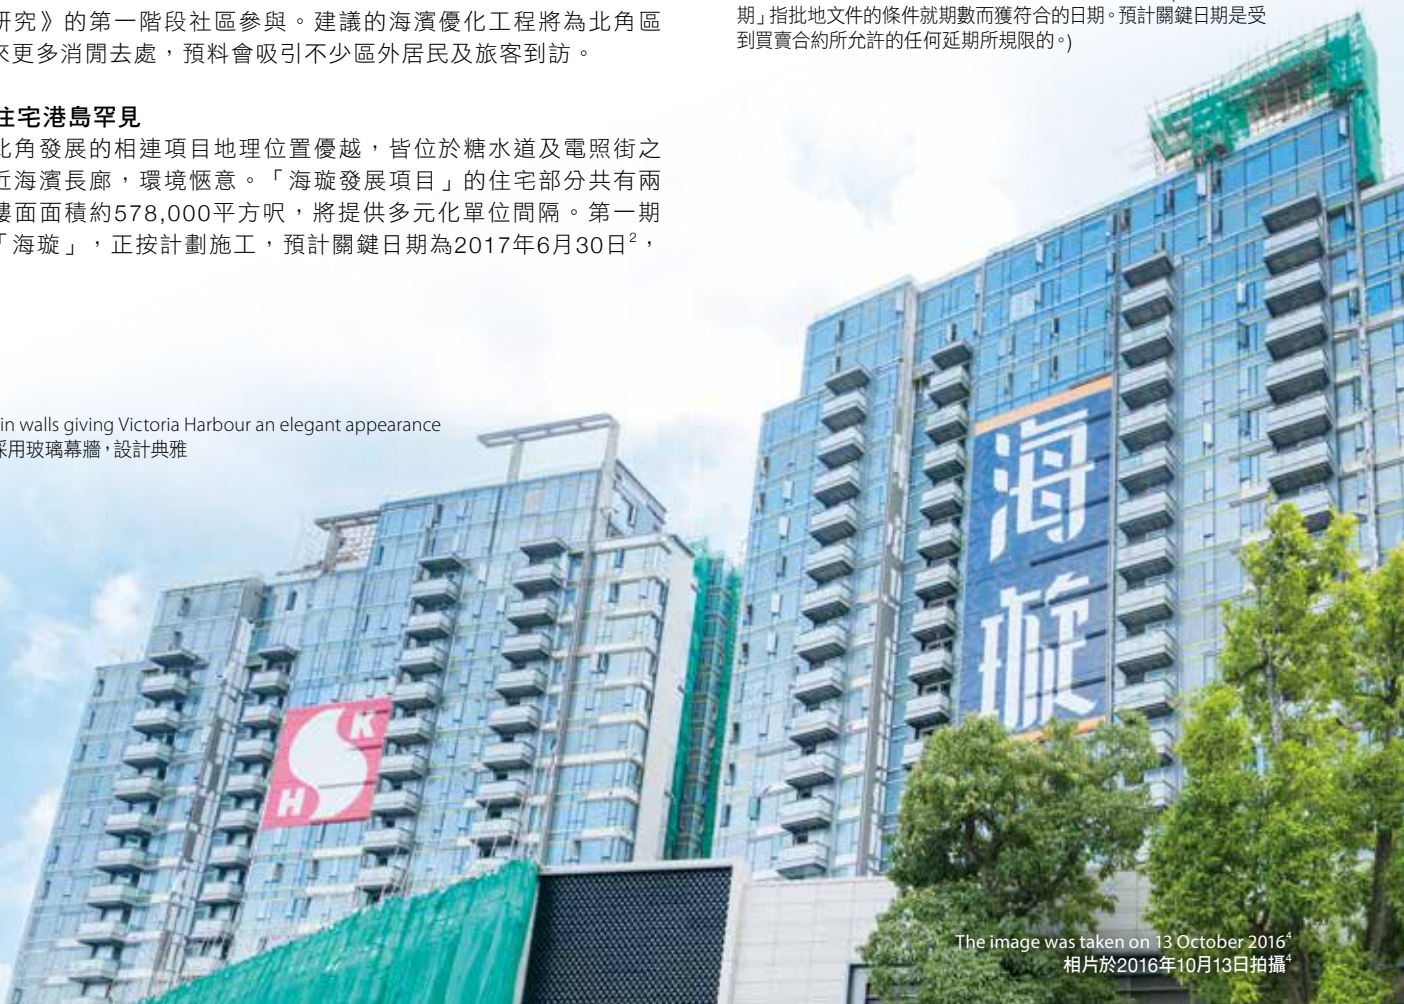 研究》的第一階段社區參與。建議的海濱優化工程將為北角區
來更多消閒去處,預料會吸引不少區外居民及旅客到訪。
住宅港島罕見
北角發展的相連項目地理位置優越,皆位於糖水道及電照街之
近海濱長廊,環境愜意。「海璇發展項目」的住宅部分共有兩
樓面面積約578,000平方呎,將提供多元化單位間隔。第一期
「海璇」,正按計劃施工,預計關鍵日期為2017年6月30日²,
期」指批地文件的條件就期數而獲符合的日期。預計關鍵日期是受
到買賣合約所允許的任何延期所規限的。)
in walls giving Victoria Harbour an elegant appearance
採用玻璃幕牆,設計典雅
海
璇
S
K
H
The image was taken on 13 October 2016⁴
相片於2016年10月13日拍攝⁴